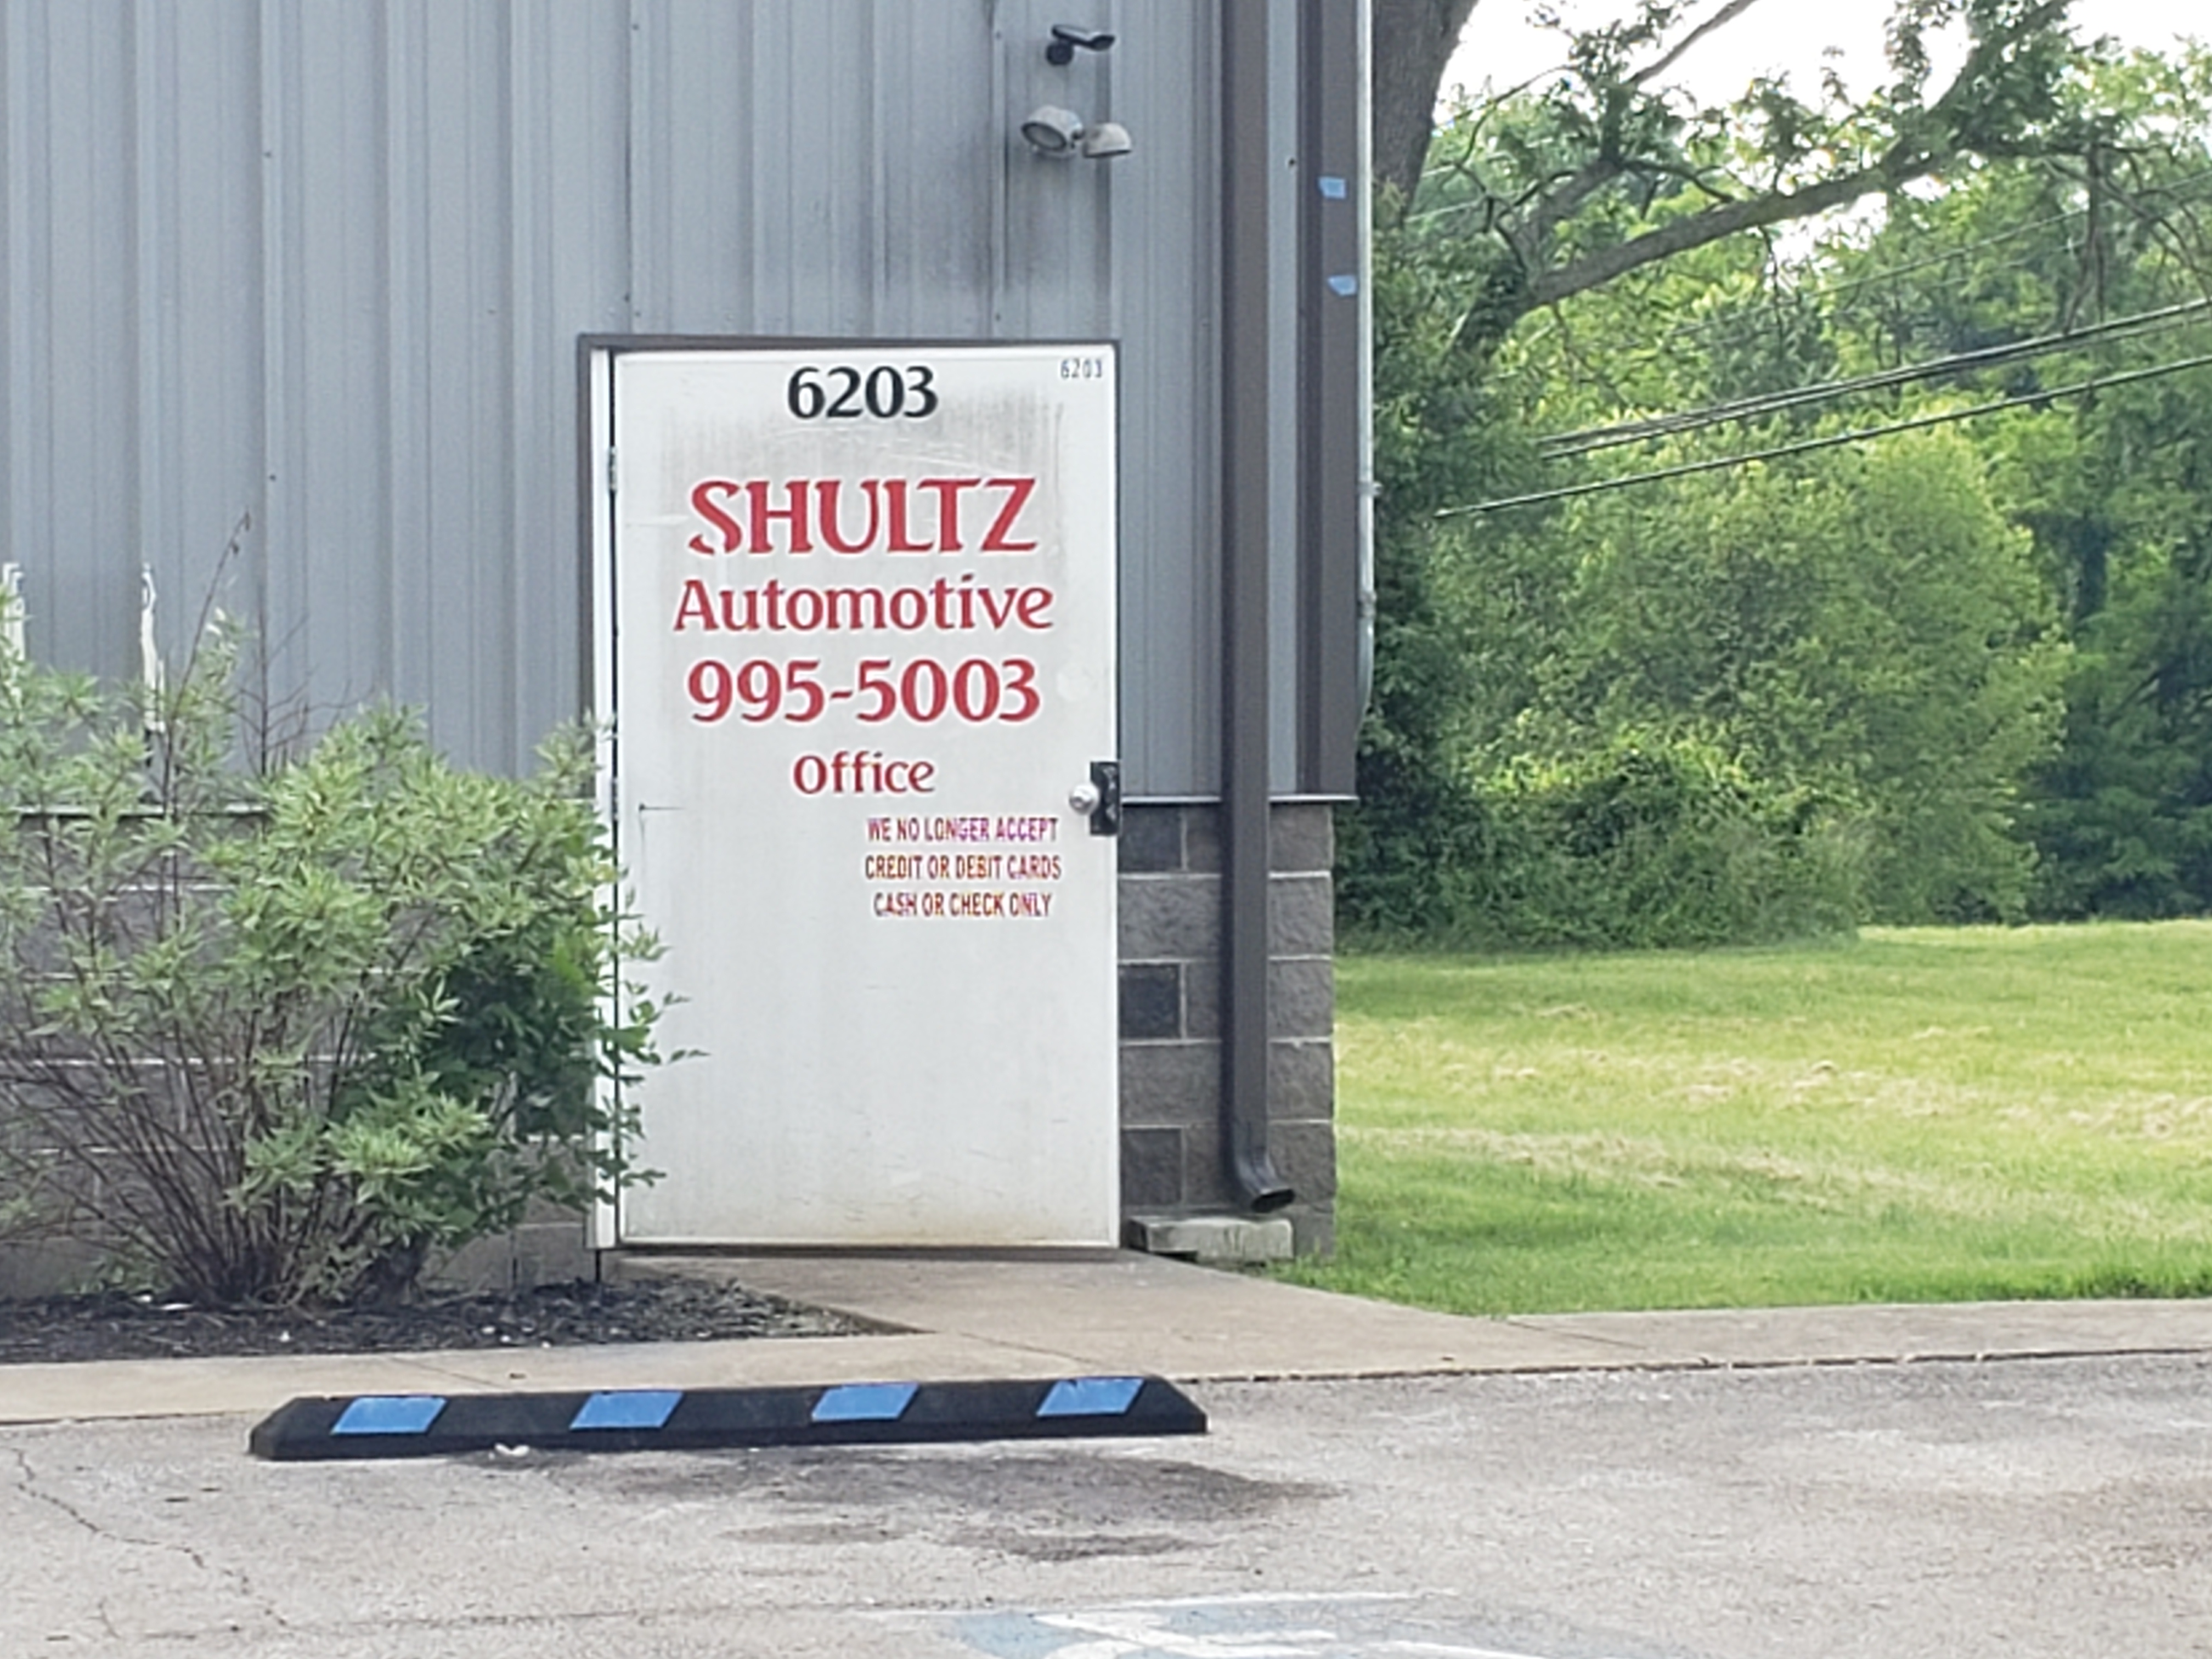 6203
6203
SHULTZ
Automotive
995-5003
Office
WE NO LONGER ACCEPT
CREDIT OR DEBIT CARDS
CASH OR CHECK ONLY